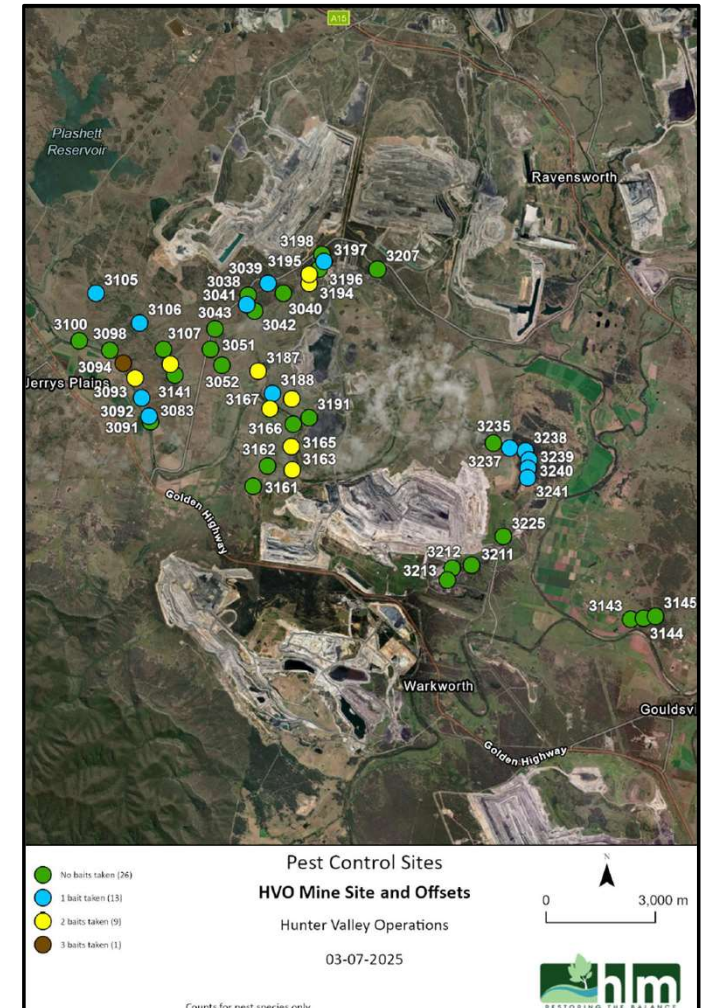 A15
Plashett
Reservoir
Ravensworth
3198
3197
3195
3207
3039
3196
3038
3194
3105
3041
3040
3042
3106
3043
3100
3098
3107
3051
3187
3094
3052
3188
Jerrys Plains
3093
3141
3167
3191
3092
3083
3166
3091
3235
3238
3165
3239
3162
3237
3240
3163
3241
3161
Golden Highway
3225
3212
3211
3213
3143
3145
3144
Warkworth
Gouldsvi
Golden Highway
Pest Control Sites
HVO Mine Site and Offsets
Hunter Valley Operations
03-07-2025
No baits taken (26)
1 bait taken (13)
2 baits taken (9)
3 baits taken (1)
N
0 3,000 m
hlm
RESTORING THE BALANCE
Counts for pest species only